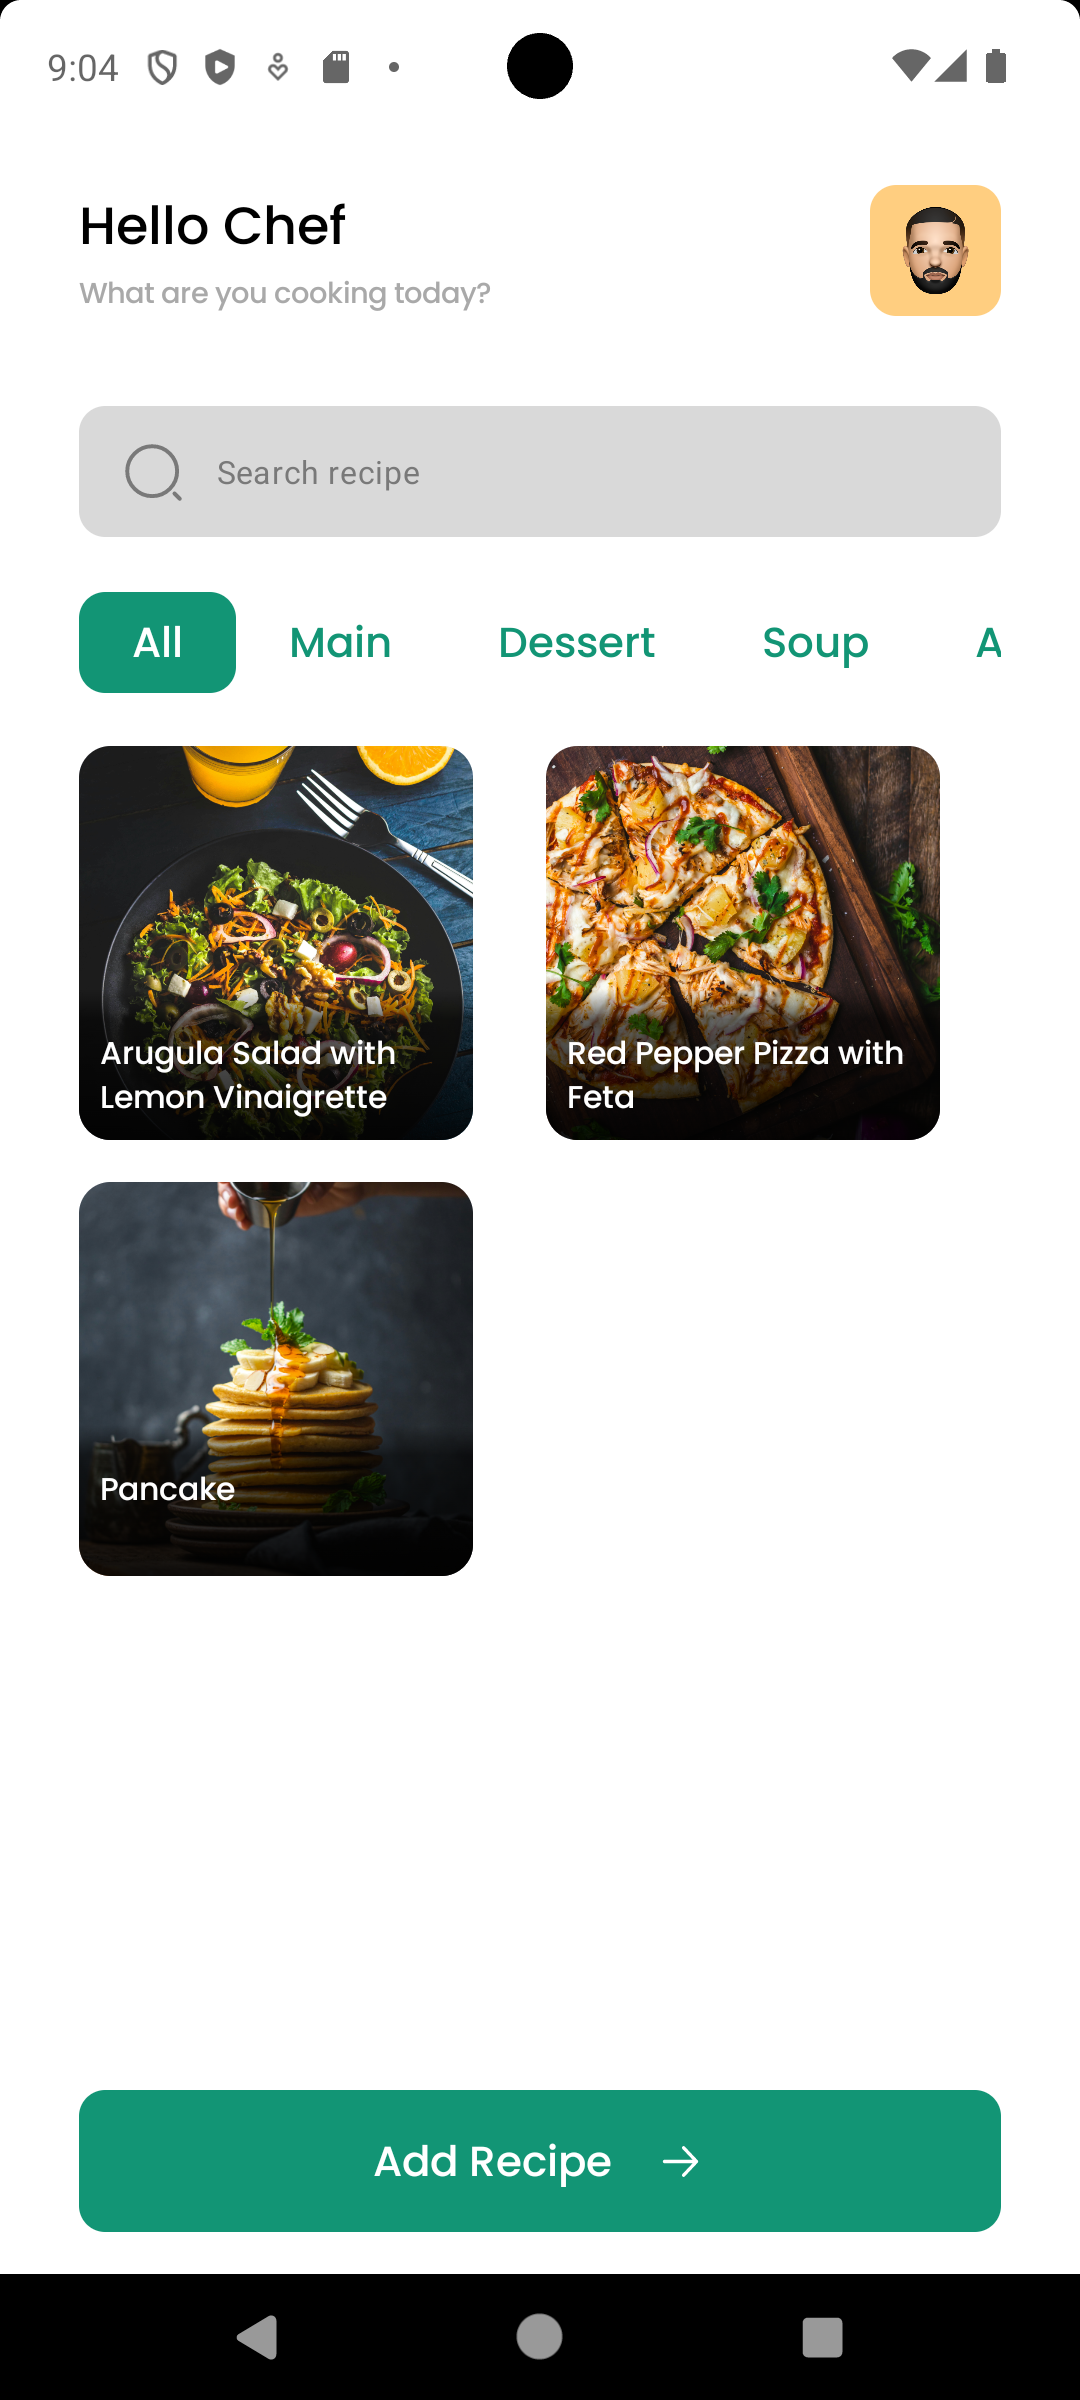 9:04
Hello Chef
What are you cooking today?
Search recipe
All Main Dessert Soup A
Arugula Salad with
Lemon Vinaigrette
Red Pepper Pizza with
Feta
Pancake
Add Recipe →